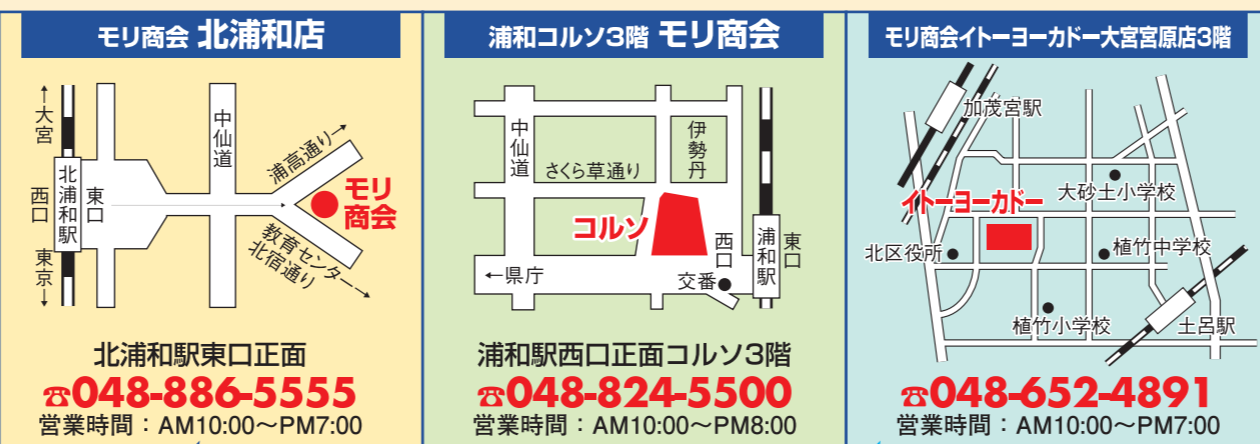 モリ商会 北浦和店
←大宮
中仙道
浦高通り→
北浦和駅
西口
東口
モリ
商会
東京→
教育センター
北宿通り→
北浦和駅東口正面
☎048-886-5555
営業時間：AM10:00〜PM7:00
浦和コルソ3階 モリ商会
中仙道
伊勢丹
さくら草通り
コルソ
西口
浦和駅
東口
←県庁
交番
浦和駅西口正面コルソ3階
☎048-824-5500
営業時間：AM10:00〜PM8:00
モリ商会イトーヨーカドー大宮宮原店3階
加茂宮駅
大砂土小学校
イトーヨーカドー
北区役所
植竹中学校
植竹小学校
土呂駅
☎048-652-4891
営業時間：AM10:00〜PM7:00